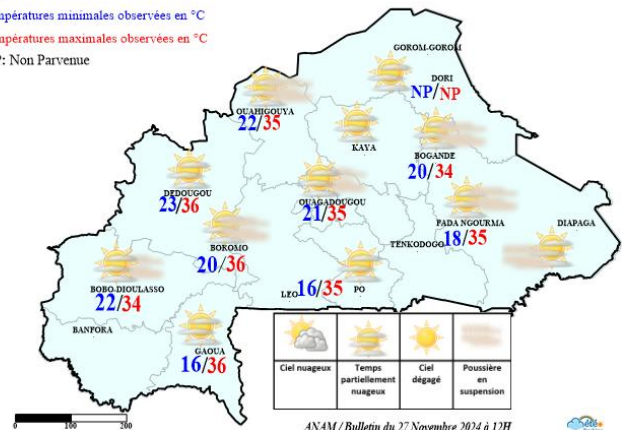 mpératures minimales observées en °C
mpératures maximales observées en °C
P: Non Parvenue
GOROM-GOROM
DORI
NP/NP
OUAHIGOUYA
22/35
KAYA
BOGANDE
20/34
DEDOUGOU
23/36
OUAGADOUGOU
21/35
FADA NGOURMA
18/35
DIAPAGA
BOROMO
20/36
TENKODOGO
BOBO-DIOULASSO
22/34
LEO
16/35
PO
BANFORA
GAOUA
16/36
Ciel nuageux
Temps
partiellement
nuageux
Ciel
dégagé
Poussière
en
suspension
0 100 200
ANAM / Bulletin du 27 Novembre 2024 à 12H